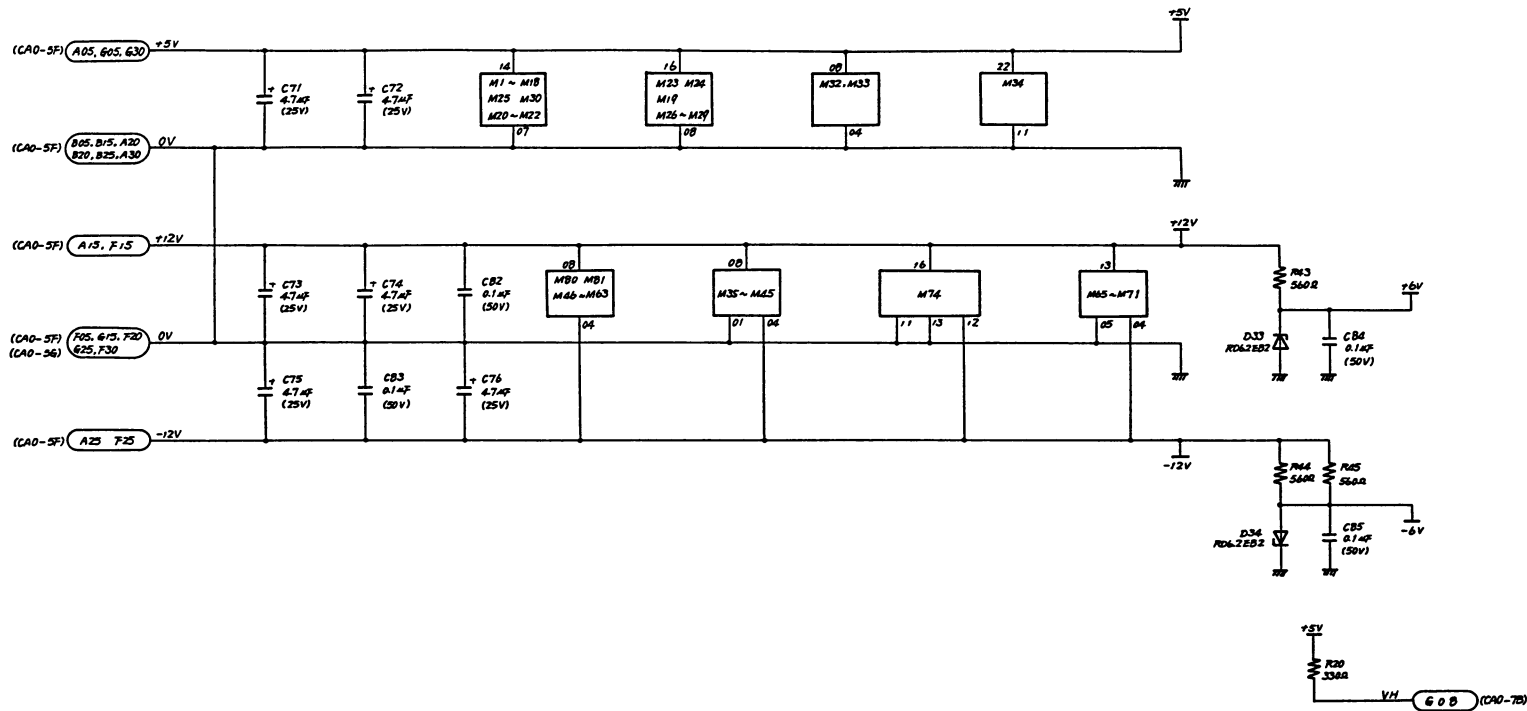 +5V
(CA0-5F) A05, G05, G30 +5V
C71 4.7μF (25V)
C72 4.7μF (25V)
14
M1~M18
M25 M30
M20~M22
07
16
M23 M24
M19
M26~M29
08
08
M32, M33
04
22
M34
11
(CA0-5F) B05, B15, A20 0V
B20, B25, A30
+12V
(CA0-5F) A15, F15 +12V
C73 4.7μF (25V)
C74 4.7μF (25V)
C82 0.1μF (50V)
08
M80 M81
M46~M63
04
08
M35~M45
01 04
16
M74
11 13 12
13
M65~M71
05 04
R43
560Ω
+6V
D33
RD6.2EB2
C84
0.1μF
(50V)
(CA0-5F) F05, G15, F20 0V
(CA0-5G) G25, F30
C75 4.7μF (25V)
C83 0.1μF (50V)
C76 4.7μF (25V)
(CA0-5F) A25 F25 -12V
-12V
R44
560Ω
R45
560Ω
-6V
D34
RD6.2EB2
C85
0.1μF
(50V)
+5V
R20
330Ω
VH G08 (CA0-7B)